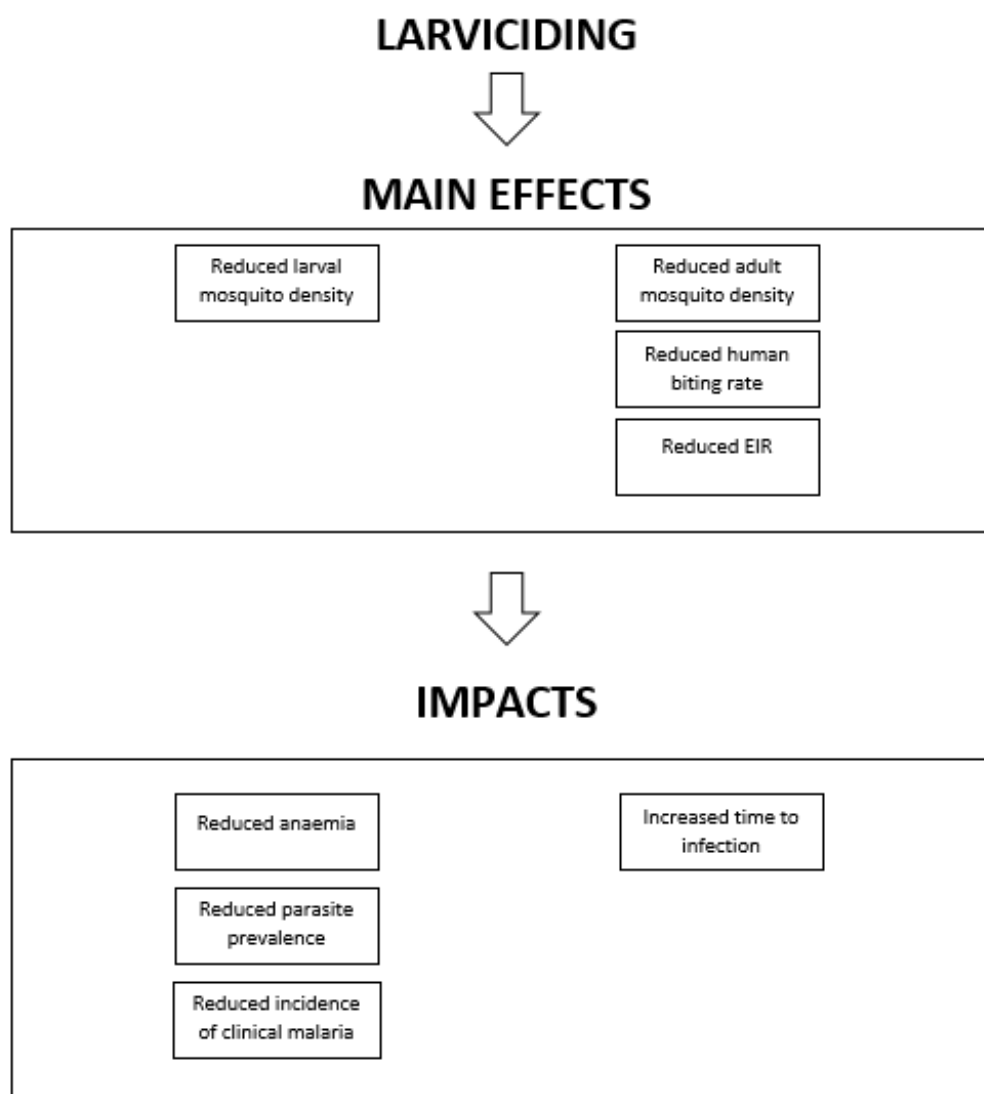 LARVICIDING
MAIN EFFECTS
Reduced larval
mosquito density
Reduced adult
mosquito density
Reduced human
biting rate
Reduced EIR
IMPACTS
Reduced anaemia
Reduced parasite
prevalence
Reduced incidence
of clinical malaria
Increased time to
infection